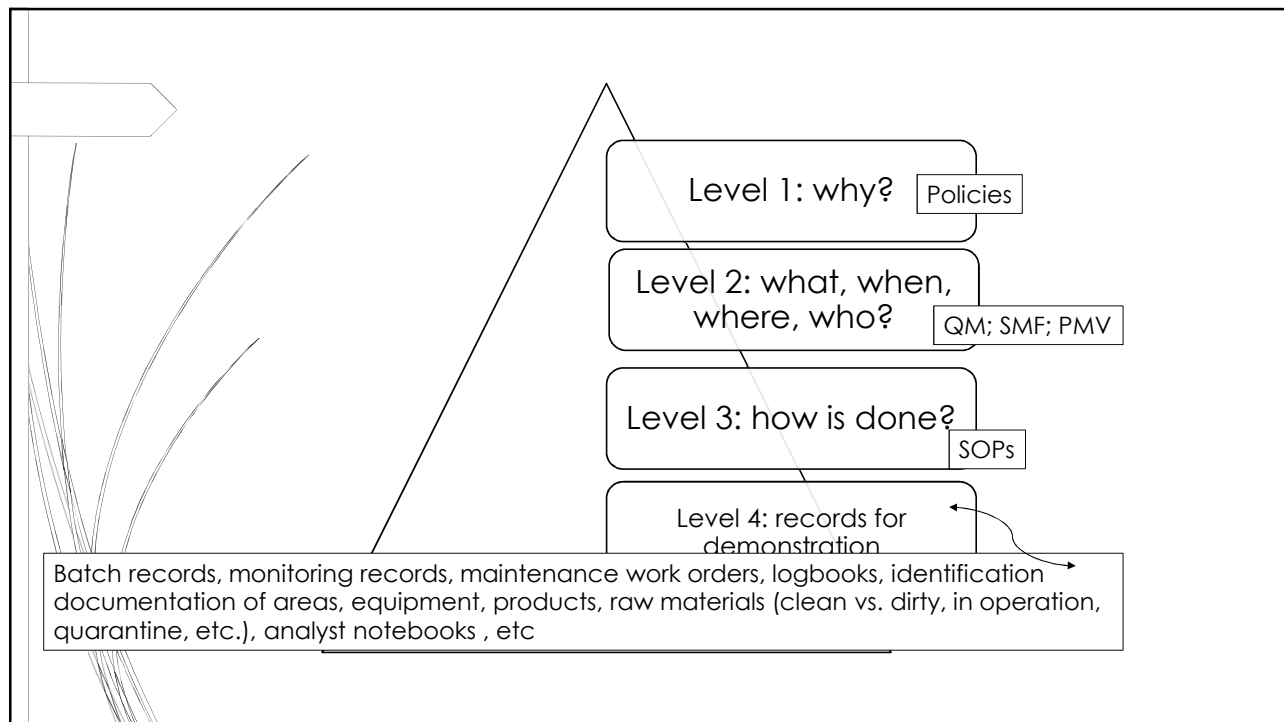 Level 1: why?
Policies
Level 2: what, when,
where, who?
QM; SMF; PMV
Level 3: how is done?
SOPs
Level 4: records for
demonstration
Batch records, monitoring records, maintenance work orders, logbooks, identification
documentation of areas, equipment, products, raw materials (clean vs. dirty, in operation,
quarantine, etc.), analyst notebooks , etc